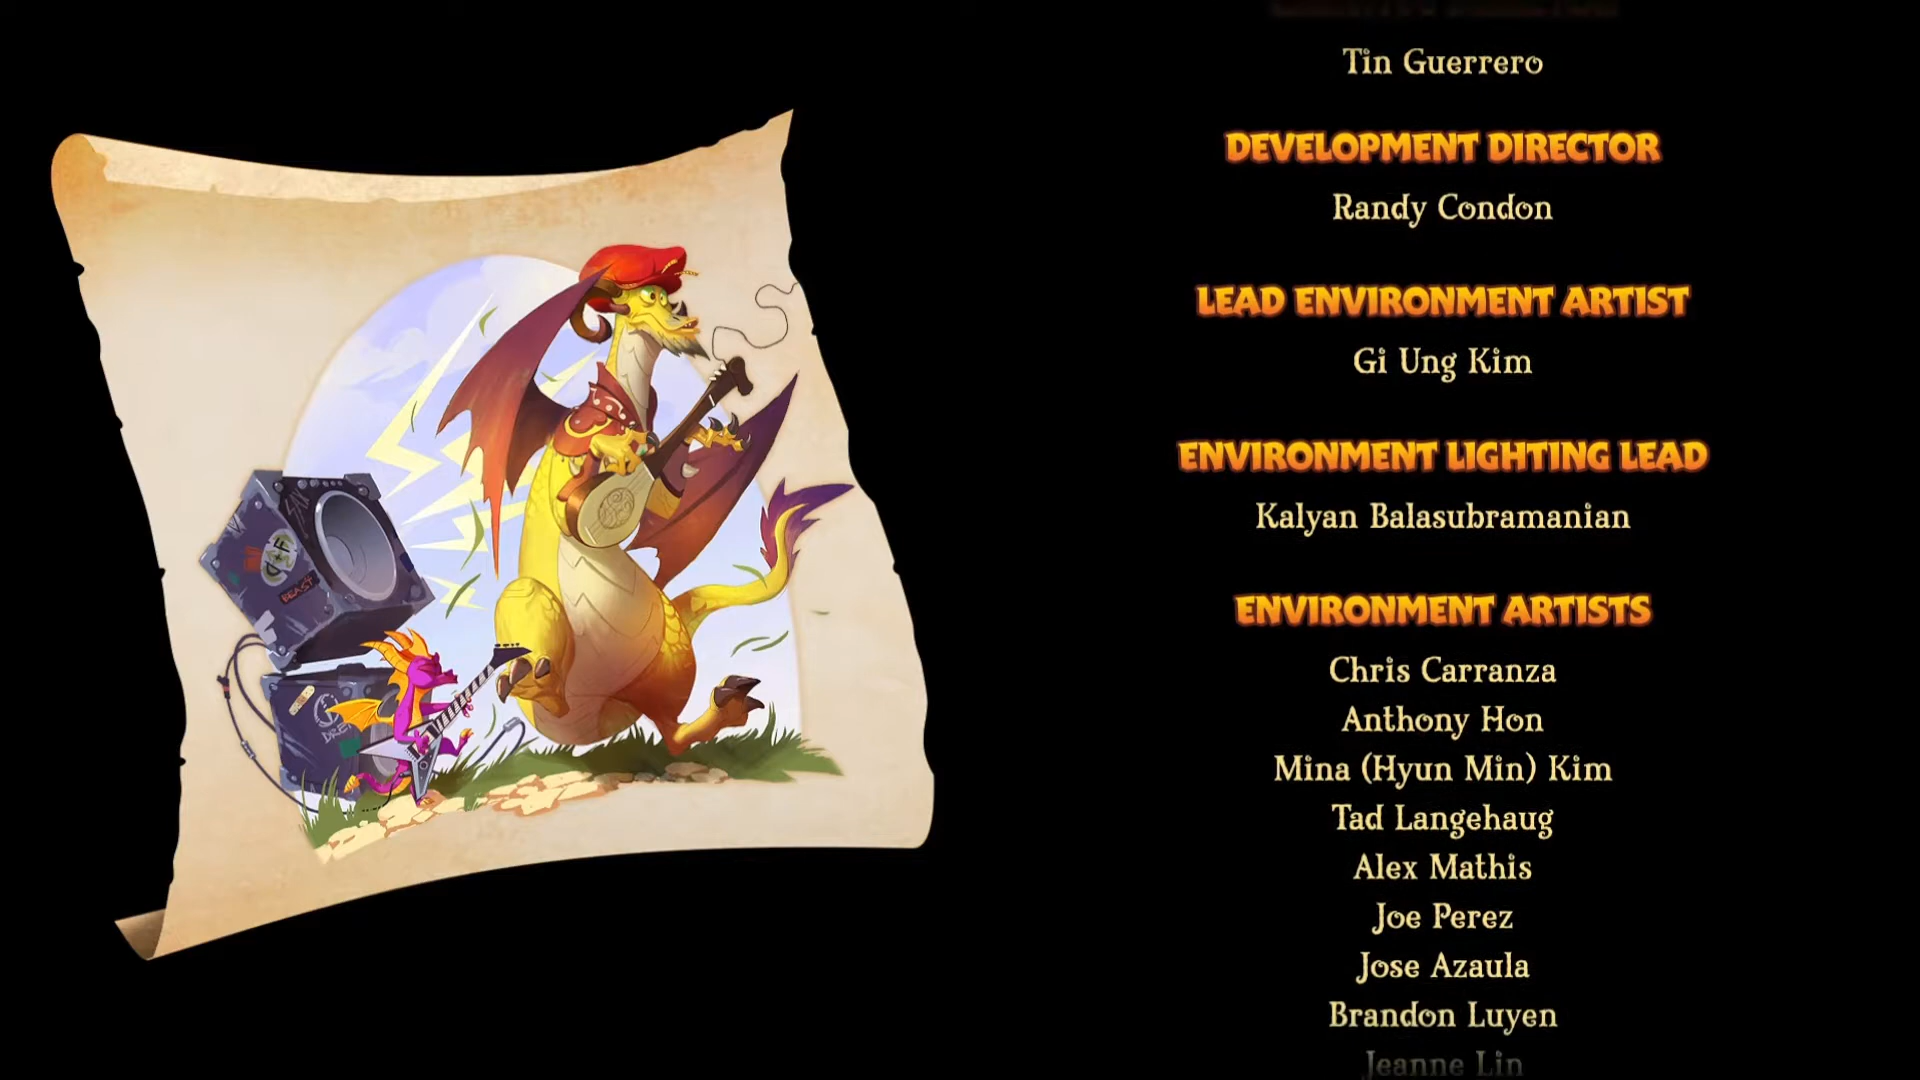 Tin Guerrero
DEVELOPMENT DIRECTOR
Randy Condon
LEAD ENVIRONMENT ARTIST
Gi Ung Kim
ENVIRONMENT LIGHTING LEAD
Kalyan Balasubramanian
ENVIRONMENT ARTISTS
Chris Carranza
Anthony Hon
Mina (Hyun Min) Kim
Tad Langehaug
Alex Mathis
Joe Perez
Jose Azaula
Brandon Luyen
Jeanne Lin
BEAST